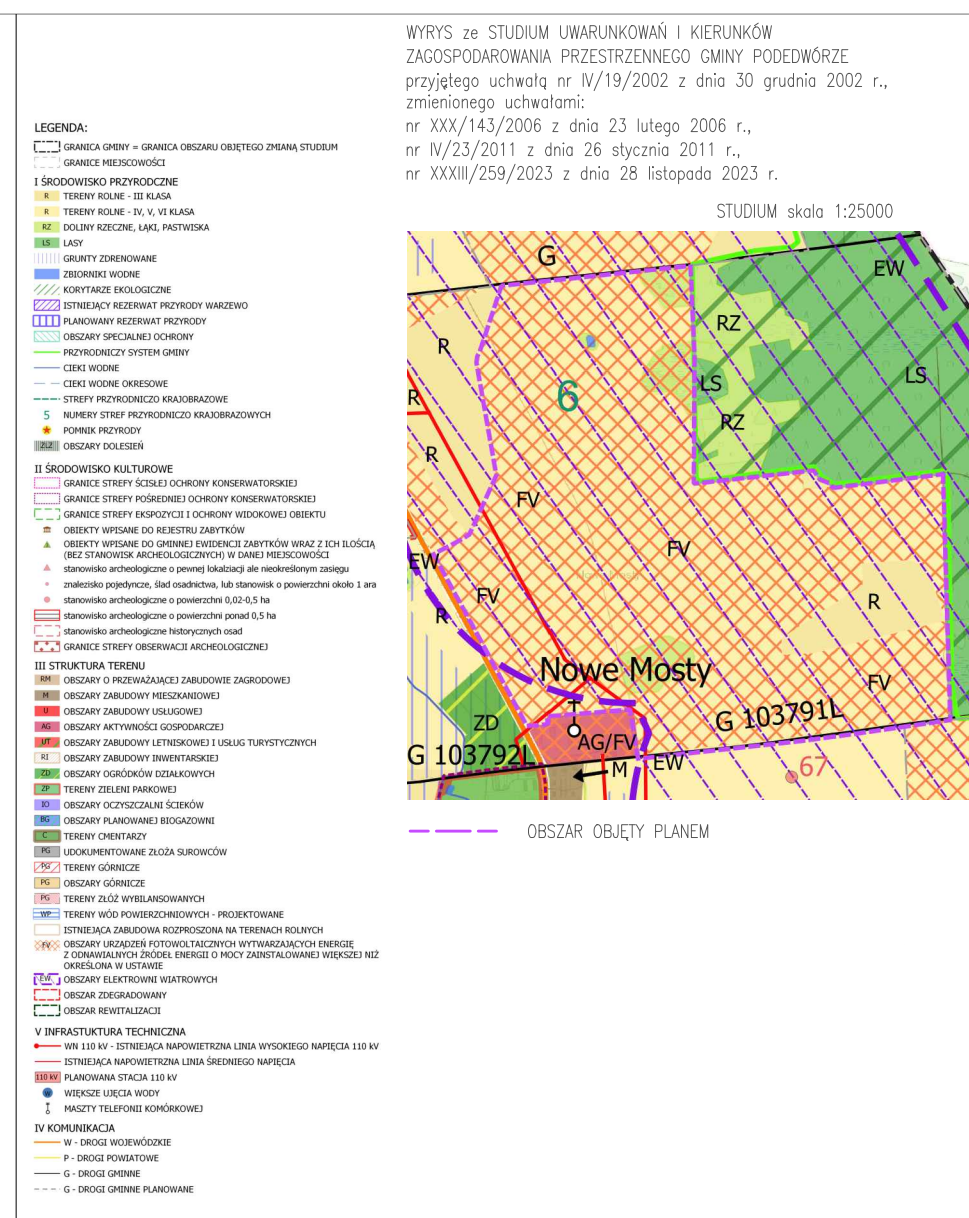 WYRYS ze STUDIUM UWARUNKOWAŃ I KIERUNKÓW
ZAGOSPODAROWANIA PRZESTRZENNEGO GMINY PODEDWÓRZE
przyjętego uchwałą nr IV/19/2002 z dnia 30 grudnia 2002 r.,
zmienionego uchwałami:
nr XXX/143/2006 z dnia 23 lutego 2006 r.,
nr IV/23/2011 z dnia 26 stycznia 2011 r.,
nr XXXIII/259/2023 z dnia 28 listopada 2023 r.
LEGENDA:
GRANICA GMINY = GRANICA OBSZARU OBJĘTEGO ZMIANĄ STUDIUM
GRANICE MIEJSCOWOŚCI
I ŚRODOWISKO PRZYRODCZNE
R TERENY ROLNE - III KLASA
R TERENY ROLNE - IV, V, VI KLASA
RZ DOLINY RZECZNE, ŁĄKI, PASTWISKA
LS LASY
GRUNTY ZDRENOWANE
ZBIORNIKI WODNE
KORYTARZE EKOLOGICZNE
ISTNIEJĄCY REZERWAT PRZYRODY WARZEWO
PLANOWANY REZERWAT PRZYRODY
OBSZARY SPECJALNEJ OCHRONY
PRZYRODNICZY SYSTEM GMINY
CIEKI WODNE
CIEKI WODNE OKRESOWE
STREFY PRZYRODNICZO KRAJOBRAZOWE
5 NUMERY STREF PRZYRODNICZO KRAJOBRAZOWYCH
POMNIK PRZYRODY
ZLZ OBSZARY DOLESIEŃ
II ŚRODOWISKO KULTUROWE
GRANICE STREFY ŚCISŁEJ OCHRONY KONSERWATORSKIEJ
GRANICE STREFY POŚREDNIEJ OCHRONY KONSERWATORSKIEJ
GRANICE STREFY EKSPOZYCJI I OCHRONY WIDOKOWEJ OBIEKTU
OBIEKTY WPISANE DO REJESTRU ZABYTKÓW
OBIEKTY WPISANE DO GMINNEJ EWIDENCJI ZABYTKÓW WRAZ Z ICH ILOŚCIĄ
(BEZ STANOWISK ARCHEOLOGICZNYCH) W DANEJ MIEJSCOWOŚCI
stanowisko archeologiczne o pewnej lokalziacji ale nieokreślonym zasięgu
znalezisko pojedyncze, ślad osadnictwa, lub stanowisk o powierzchni około 1 ara
stanowisko archeologiczne o powierzchni 0,02-0,5 ha
stanowisko archeologiczne o powierzchni ponad 0,5 ha
stanowisko archeologiczne historycznych osad
GRANICE STREFY OBSERWACJI ARCHEOLOGICZNEJ
III STRUKTURA TERENU
RM OBSZARY O PRZEWAŻAJĄCEJ ZABUDOWIE ZAGRODOWEJ
M OBSZARY ZABUDOWY MIESZKANIOWEJ
U OBSZARY ZABUDOWY USŁUGOWEJ
AG OBSZARY AKTYWNOŚCI GOSPODARCZEJ
UT OBSZARY ZABUDOWY LETNISKOWEJ I USŁUG TURYSTYCZNYCH
RI OBSZARY ZABUDOWY INWENTARSKIEJ
ZD OBSZARY OGRÓDKÓW DZIAŁKOWYCH
ZP TERENY ZIELENI PARKOWEJ
IO OBSZARY OCZYSZCZALNI ŚCIEKÓW
BG OBSZARY PLANOWANEJ BIOGAZOWNI
C TERENY CMENTARZY
PG UDOKUMENTOWANE ZŁOŻA SUROWCÓW
PG TERENY GÓRNICZE
PG OBSZARY GÓRNICZE
PG TERENY ZŁÓŻ WYBILANSOWANYCH
WP TERENY WÓD POWIERZCHNIOWYCH - PROJEKTOWANE
ISTNIEJĄCA ZABUDOWA ROZPROSZONA NA TERENACH ROLNYCH
FV OBSZARY URZĄDZEŃ FOTOWOLTAICZNYCH WYTWARZAJĄCYCH ENERGIĘ
Z ODNAWIALNYCH ŹRÓDEŁ ENERGII O MOCY ZAINSTALOWANEJ WIĘKSZEJ NIŻ
OKREŚLONA W USTAWIE
EW OBSZARY ELEKTROWNI WIATROWYCH
OBSZAR ZDEGRADOWANY
OBSZAR REWITALIZACJI
V INFRASTUKTURA TECHNICZNA
WN 110 kV - ISTNIEJĄCA NAPOWIETRZNA LINIA WYSOKIEGO NAPIĘCIA 110 kV
ISTNIEJĄCA NAPOWIETRZNA LINIA ŚREDNIEGO NAPIĘCIA
110 kV PLANOWANA STACJA 110 kV
W WIĘKSZE UJĘCIA WODY
MASZTY TELEFONII KOMÓRKOWEJ
IV KOMUNIKACJA
W - DROGI WOJEWÓDZKIE
P - DROGI POWIATOWE
G - DROGI GMINNE
G - DROGI GMINNE PLANOWANE
STUDIUM skala 1:25000
G
EW
RZ
R
LS
LS
R
6
RZ
R
FV
FV
EW
FV
R
R
Nowe Mosty
FV
ZD
G 103791L
AG/FV
G 103792L
M
EW
67
OBSZAR OBJĘTY PLANEM